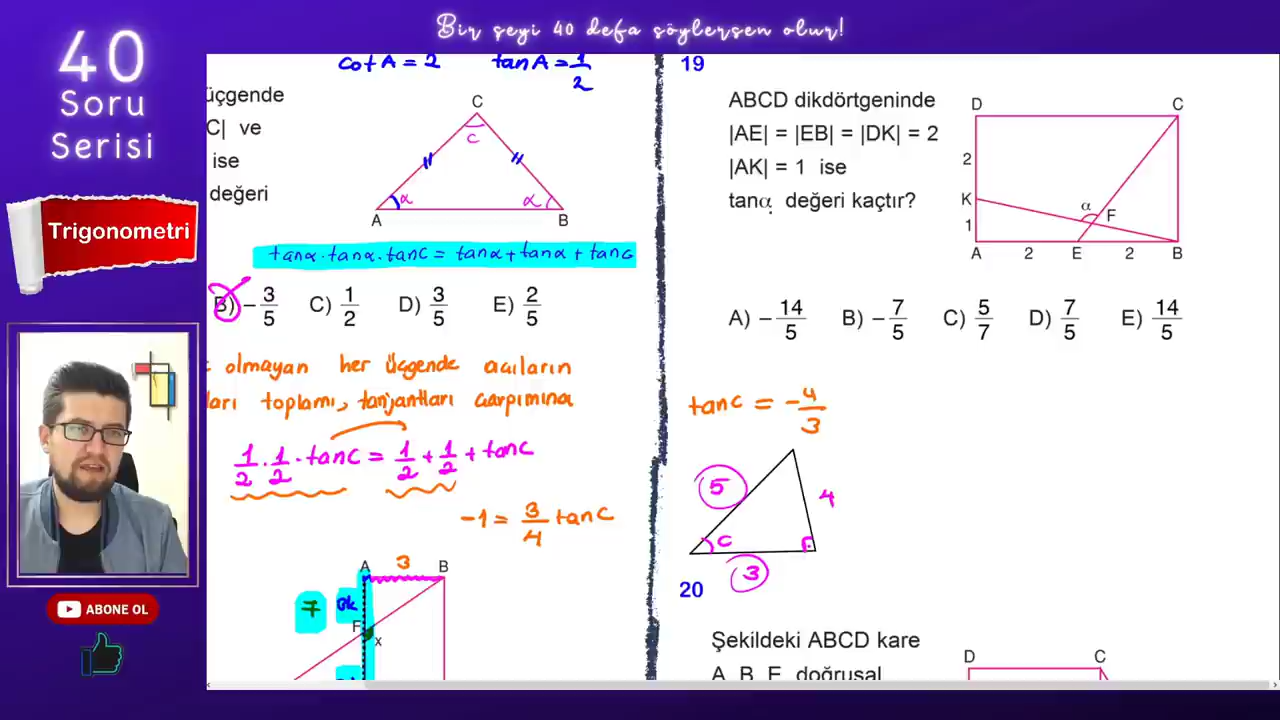 Bir şeyi 40 defa söylersen olur!
40
Soru
Serisi
Trigonometri
ABONE OL
cot A = 2 tan A = 1/2
üçgende
C| ve
ise
değeri
C
c
α α
A B
tanα.tanα.tanC = tanα+tanα+tanC
B) -3/5 C) 1/2 D) 3/5 E) 2/5
olmayan her üçgende açıların
ları toplamı, tanjantları çarpımına
1/2 . 1/2 . tanC = 1/2 + 1/2 + tanC
-1 = 3/4 tanC
A 3 B
7
F
x
19
ABCD dikdörtgeninde
|AE| = |EB| = |DK| = 2
|AK| = 1 ise
tanα değeri kaçtır?
D C
2
K α F
1
A 2 E 2 B
A) -14/5 B) -7/5 C) 5/7 D) 7/5 E) 14/5
tanC = -4/3
5 4
C
3
20
Şekildeki ABCD kare
A, B, E doğrusal
D C